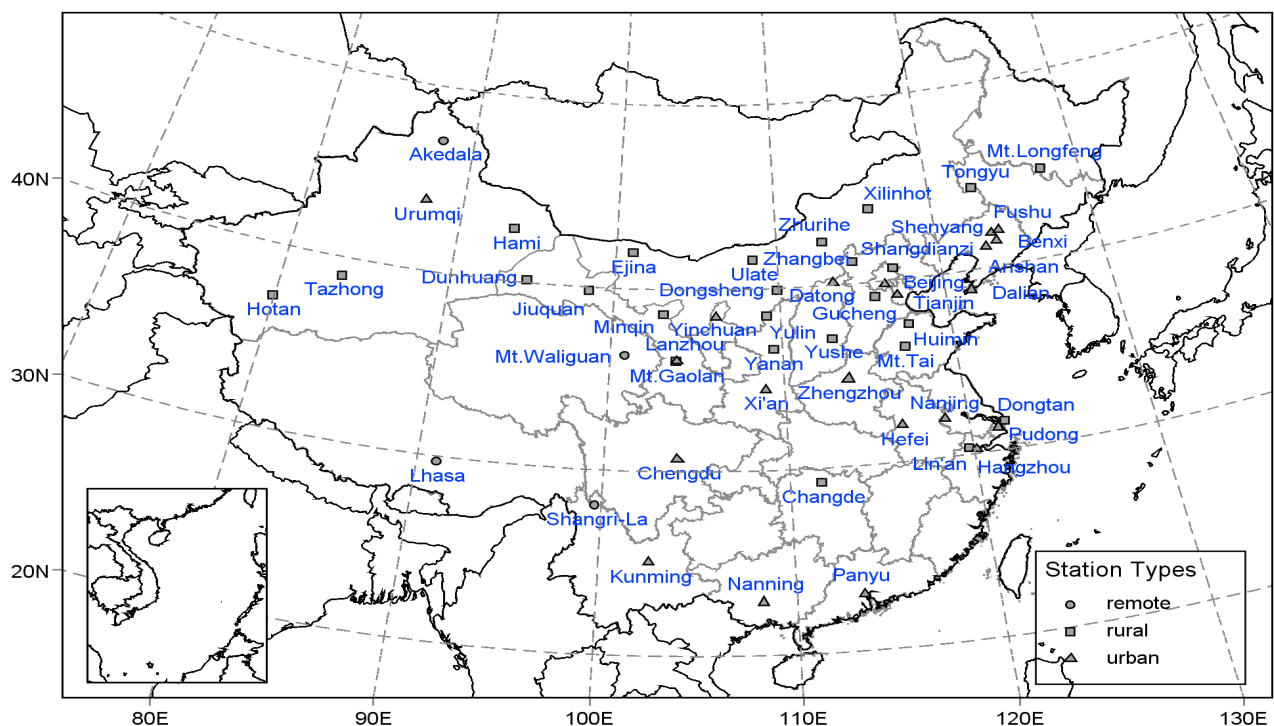 Mt.Longfeng
Akedala
Tongyu
Xilinhot
Urumqi
Fushu
Zhurihe
Shenyang
Hami
Benxi
Shangdianzi
Zhangbei
Ejina
Anshan
Ulate
Dunhuang
Beijing
Tazhong
Dongsheng
Datong
Dalian
Tianjin
Hotan
Jiuquan
Gucheng
Minqin
Yinchuan
Yulin
Huimin
Lanzhou
Yushe
Mt.Waliguan
Mt.Tai
Yanan
Mt.Gaolan
Zhengzhou
Xi'an
Nanjing
Dongtan
Pudong
Hefei
Lin'an
Hangzhou
Lhasa
Chengdu
Changde
Shangri-La
Kunming
Panyu
Nanning
40N
30N
20N
Station Types
remote
rural
urban
80E
90E
100E
110E
120E
130E